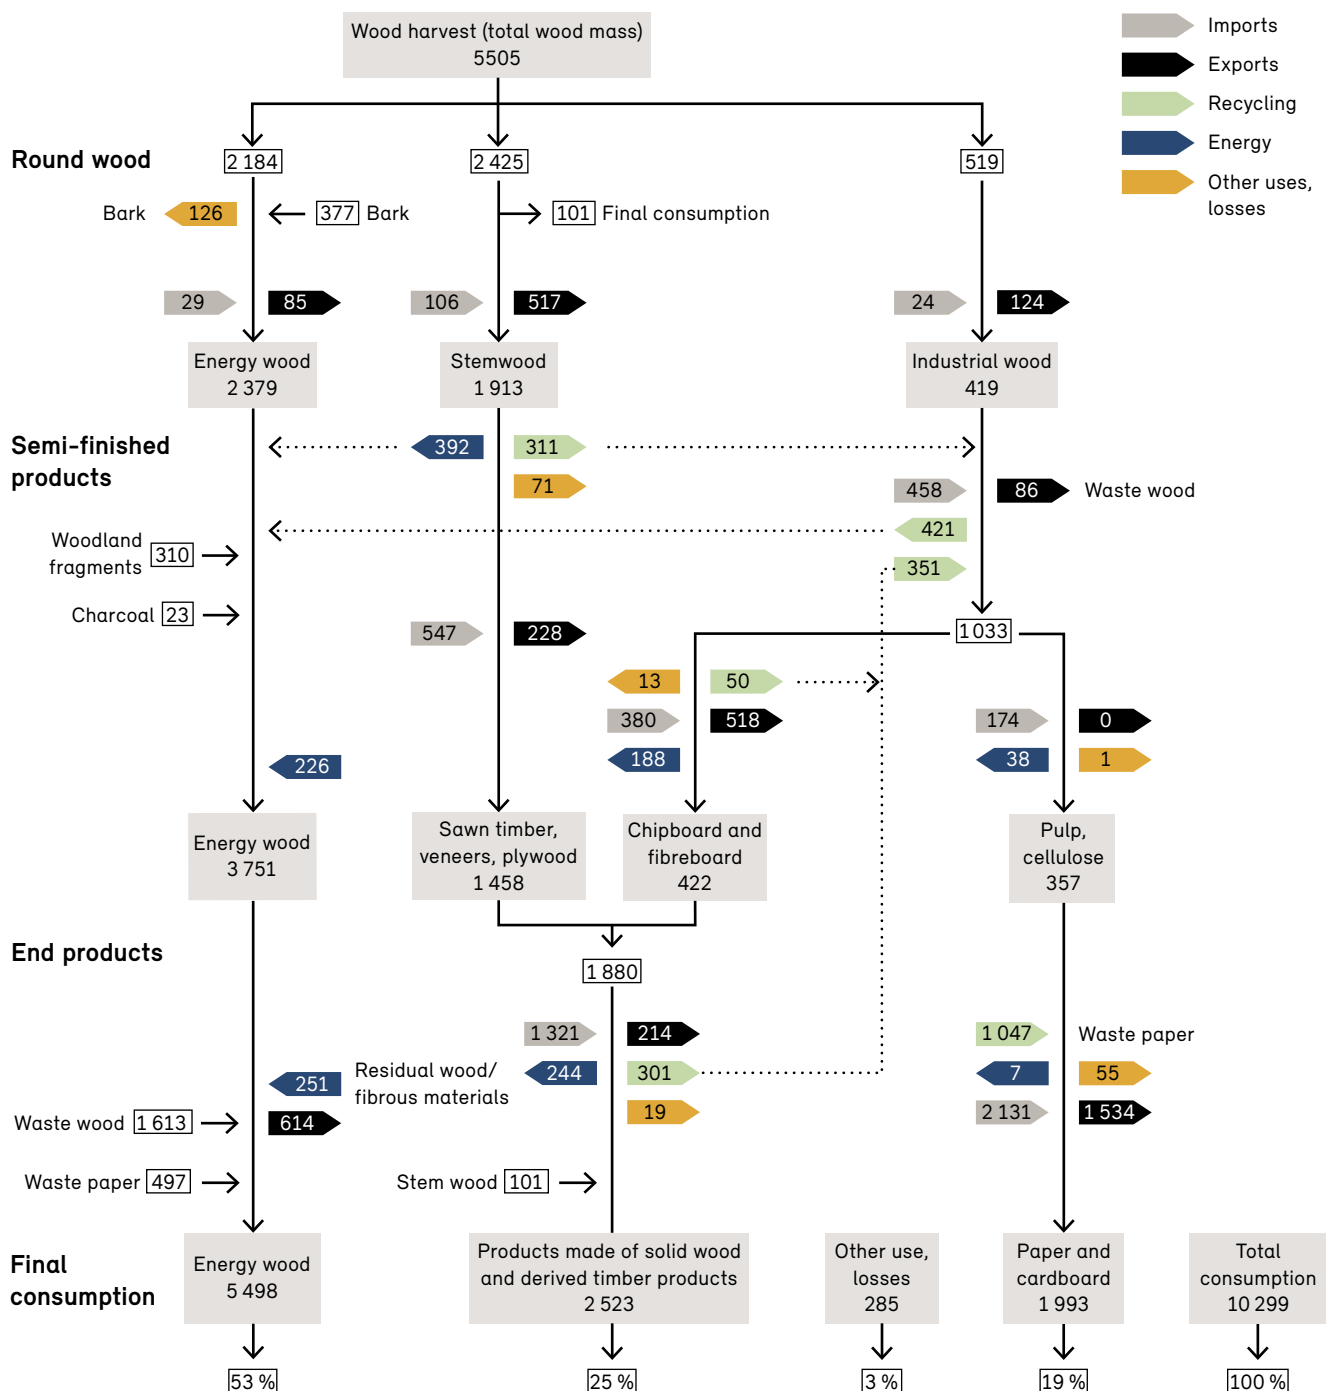 Wood harvest (total wood mass)
5505
Imports
Exports
Recycling
Energy
Other uses,
losses
Round wood
2 184
2 425
519
Bark
126
377 Bark
101 Final consumption
29
85
106
517
24
124
Energy wood
2 379
Stemwood
1 913
Industrial wood
419
Semi-finished
products
392
311
71
458
86
Waste wood
421
351
Woodland
fragments
310
Charcoal 23
547
228
1 033
13
50
380
518
188
174
0
38
1
226
Energy wood
3 751
Sawn timber,
veneers, plywood
1 458
Chipboard and
fibreboard
422
Pulp,
cellulose
357
End products
1 880
1 321
214
244
301
19
1 047
Waste paper
7
55
2 131
1 534
251
Residual wood/
fibrous materials
Waste wood 1 613
614
Waste paper 497
Stem wood 101
Final
consumption
Energy wood
5 498
Products made of solid wood
and derived timber products
2 523
Other use,
losses
285
Paper and
cardboard
1 993
Total
consumption
10 299
53 %
25 %
3 %
19 %
100 %